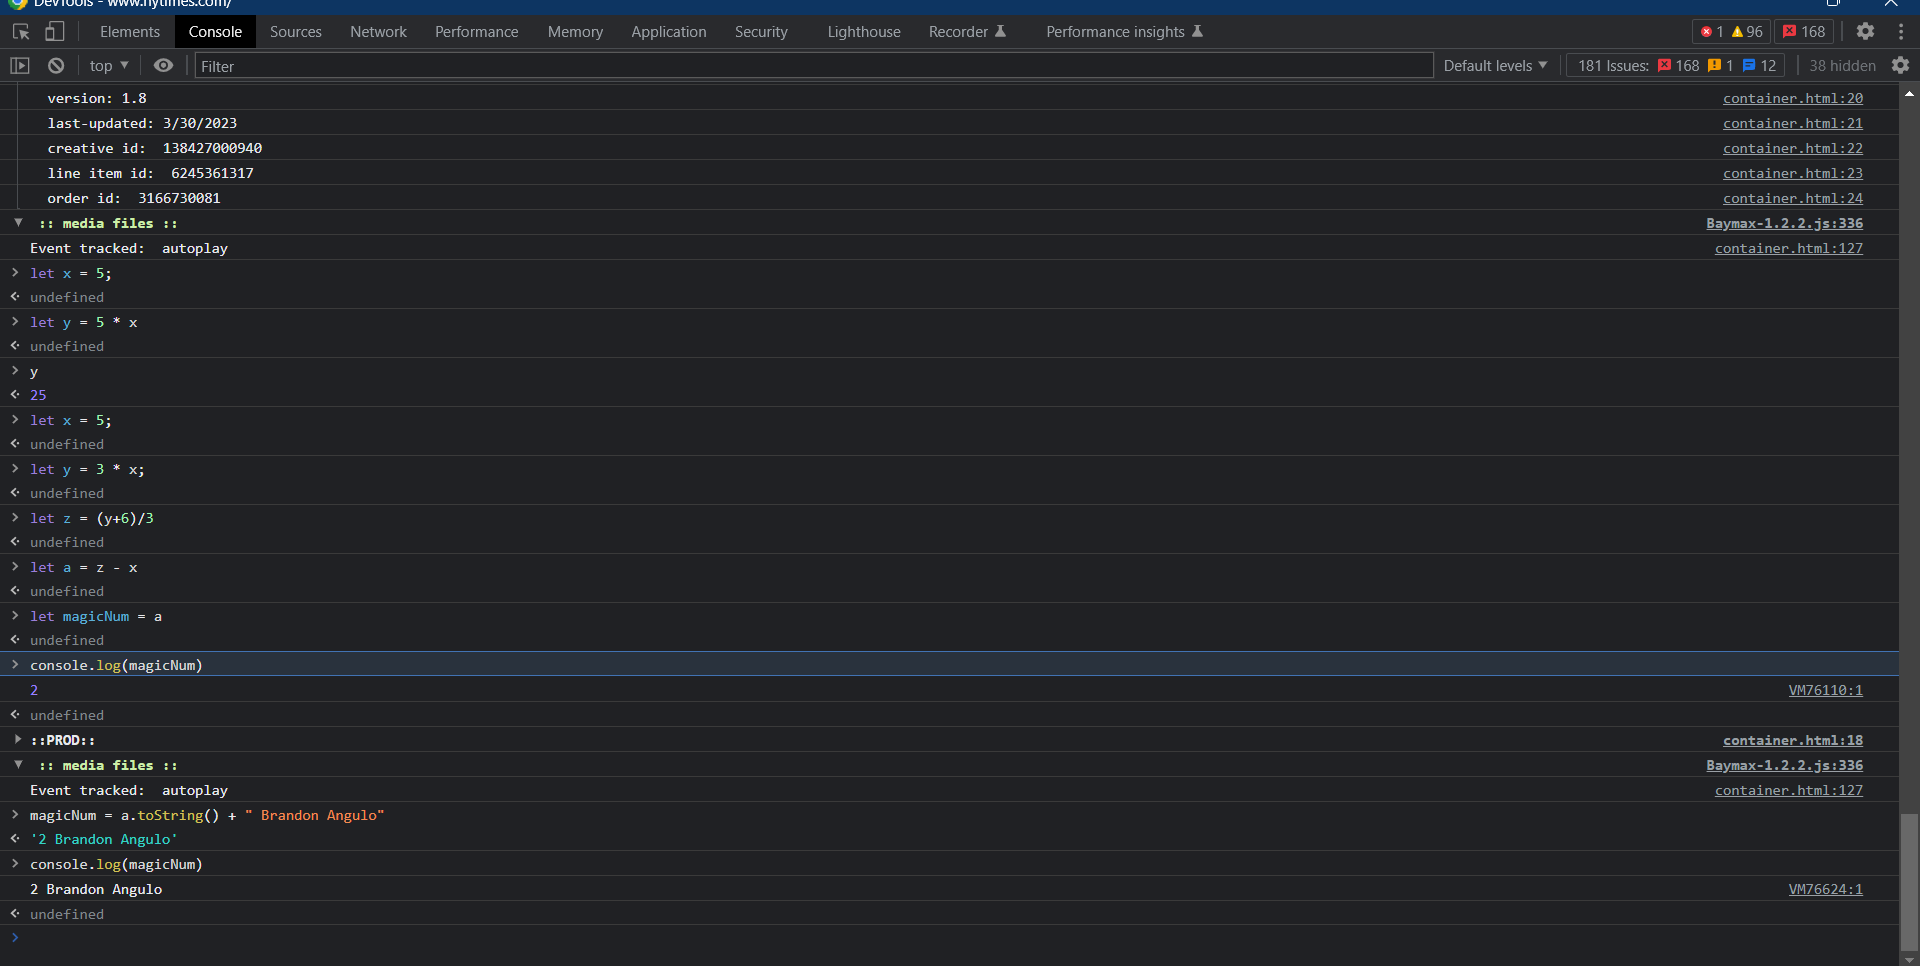 DevTools - www.nytimes.com/
Elements Console Sources Network Performance Memory Application Security Lighthouse Recorder Performance insights 1 96 168
top Filter Default levels 181 Issues: 168 1 12 38 hidden
version: 1.8 container.html:20
last-updated: 3/30/2023 container.html:21
creative id:  138427000940 container.html:22
line item id:  6245361317 container.html:23
order id:  3166730081 container.html:24
:: media files :: Baymax-1.2.2.js:336
Event tracked:  autoplay container.html:127
let x = 5;
undefined
let y = 5 * x
undefined
y
25
let x = 5;
undefined
let y = 3 * x;
undefined
let z = (y+6)/3
undefined
let a = z - x
undefined
let magicNum = a
undefined
console.log(magicNum)
2 VM76110:1
undefined
::PROD:: container.html:18
:: media files :: Baymax-1.2.2.js:336
Event tracked:  autoplay container.html:127
magicNum = a.toString() + " Brandon Angulo"
'2 Brandon Angulo'
console.log(magicNum)
2 Brandon Angulo VM76624:1
undefined